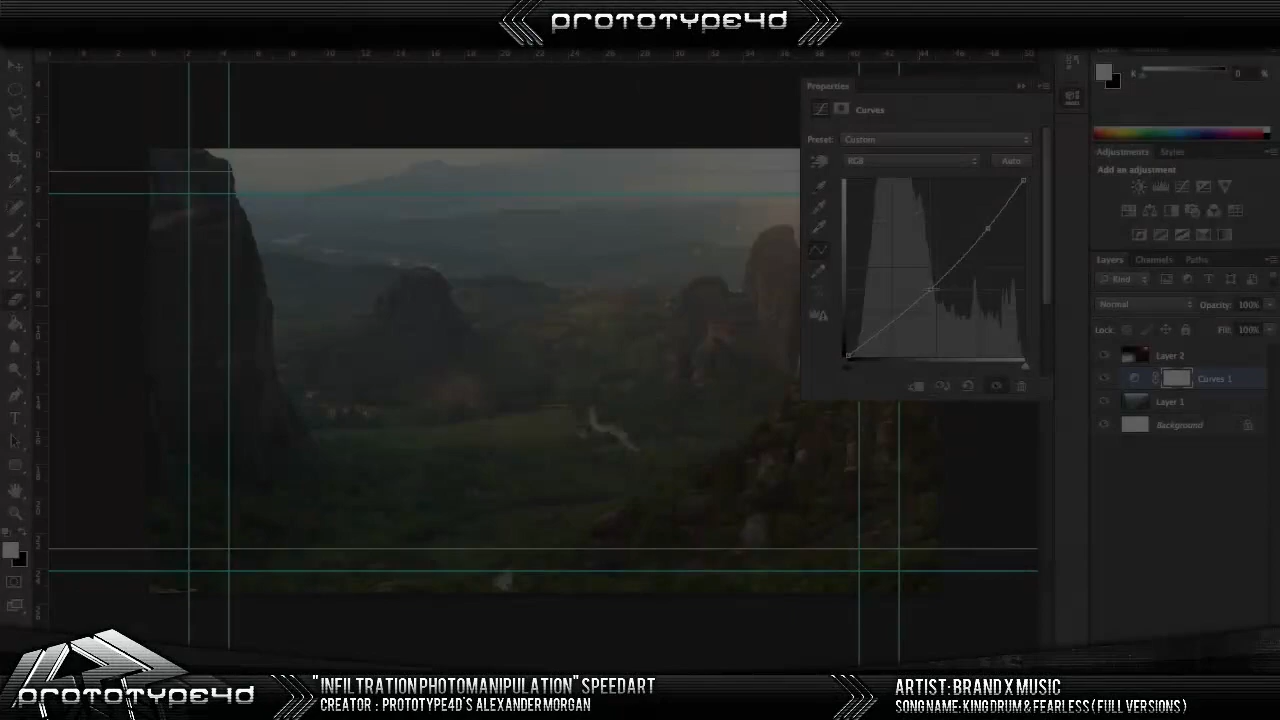 PROTOTYPE4D
Properties
Curves
Preset: Custom
RGB
Auto
K
0 %
Adjustments Styles
Add an adjustment
Layers Channels Paths
Kind
Normal Opacity: 100%
Lock: Fill: 100%
Layer 2
Curves 1
Layer 1
Background
PROTOTYPE4D
"INFILTRATION PHOTOMANIPULATION" SPEEDART
CREATOR : PROTOTYPE4D`S ALEXANDER MORGAN
ARTIST: BRAND X MUSIC
SONG NAME: KING DRUM & FEARLESS ( FULL VERSIONS )